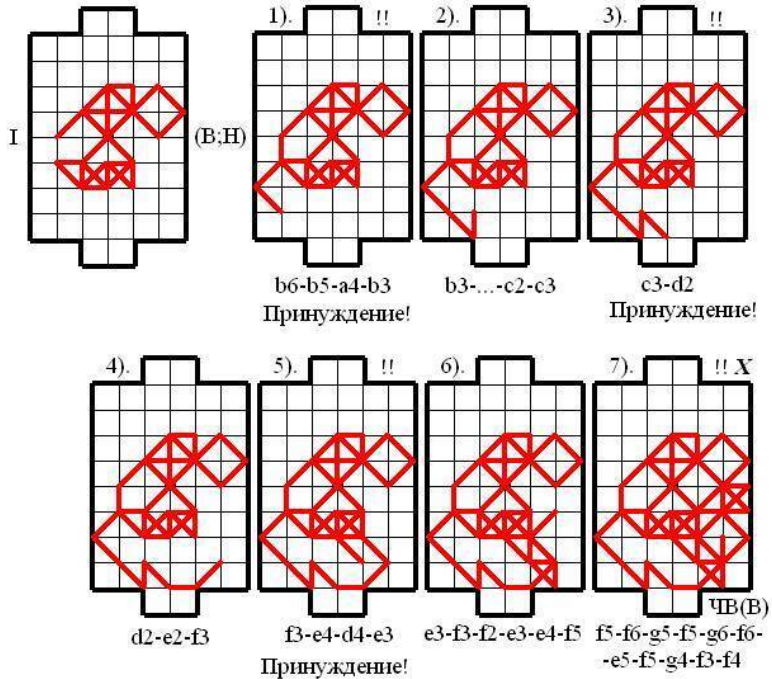 I
(В;Н)
1).
!!
2).
3).
!!
b6-b5-a4-b3
Принуждение!
b3-...-c2-c3
c3-d2
Принуждение!
4).
5).
!!
6).
7).
!! X
ЧВ(В)
d2-e2-f3
f3-e4-d4-e3
Принуждение!
e3-f3-f2-e3-e4-f5
f5-f6-g5-f5-g6-f6-
-e5-f5-g4-f3-f4